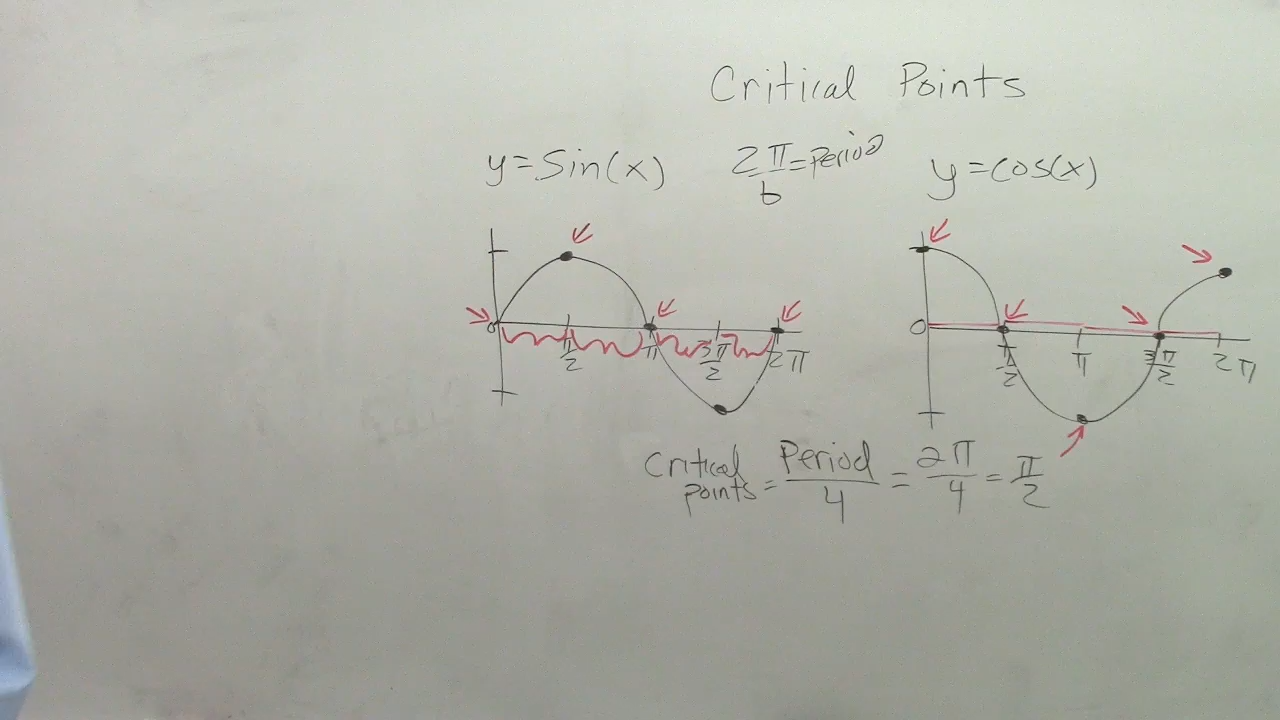 Critical Points
y=Sin(x)
2π/b=Period
y=cos(x)
0
π/2
π
3π/2
2π
0
π/2
π
3π/2
2π
Critical points = Period/4 = 2π/4 = π/2